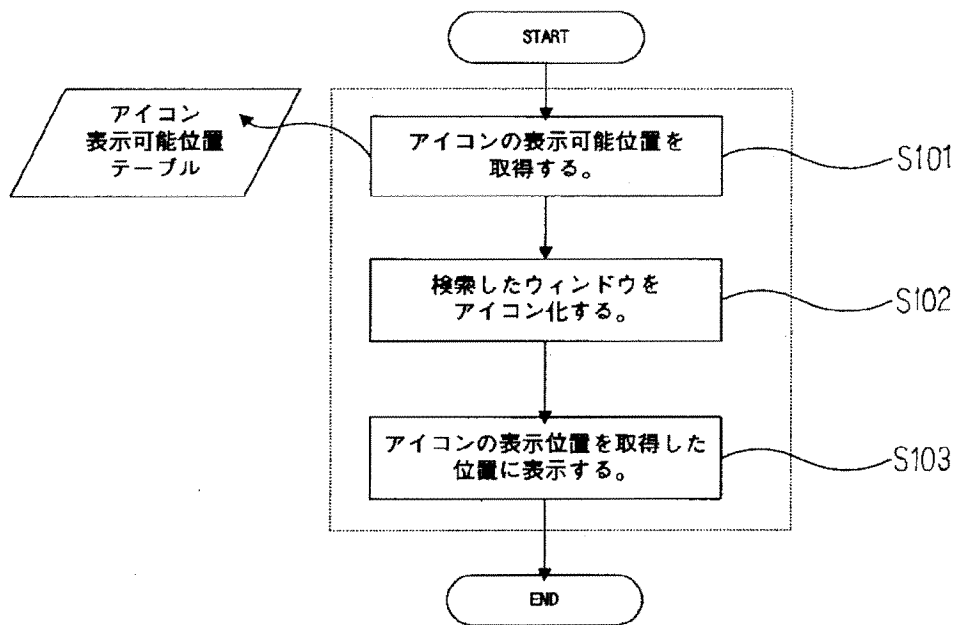 START
アイコン
表示可能位置
テーブル
アイコンの表示可能位置を
取得する。
S101
検索したウィンドウを
アイコン化する。
S102
アイコンの表示位置を取得した
位置に表示する。
S103
END